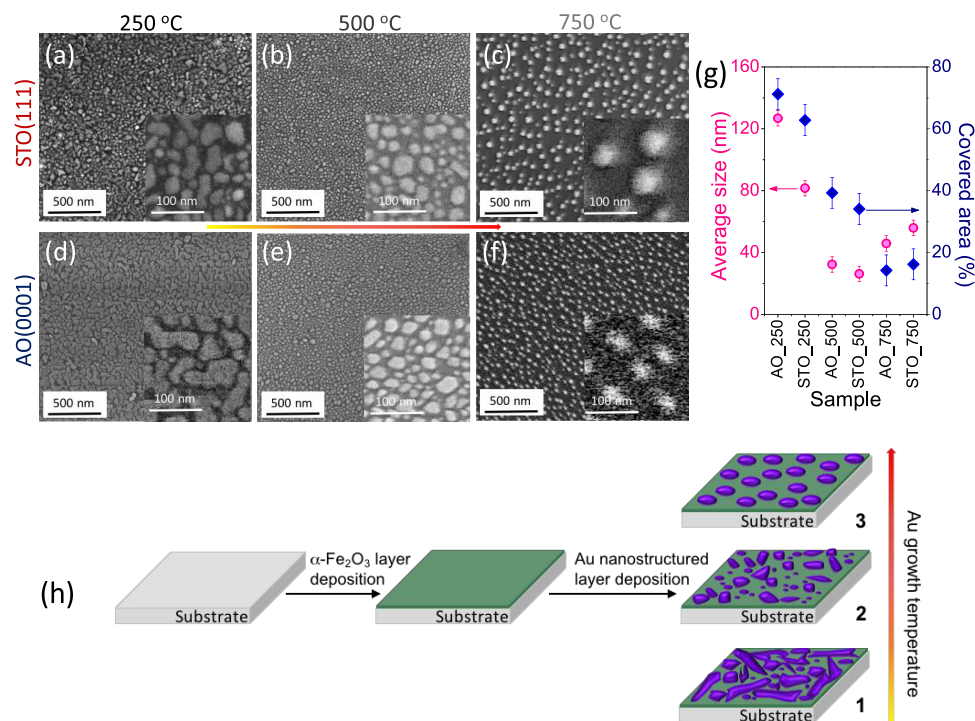 250 °C
500 °C
750 °C
STO(111)
(a)
500 nm
100 nm
(b)
500 nm
100 nm
(c)
500 nm
100 nm
AO(0001)
(d)
500 nm
100 nm
(e)
500 nm
100 nm
(f)
500 nm
100 nm
(g)
160
120
80
40
0
Average size (nm)
80
60
40
20
0
Covered area (%)
AO_250
STO_250
AO_500
STO_500
AO_750
STO_750
Sample
(h)
Substrate
α-Fe₂O₃ layer
deposition
Substrate
Au nanostructured
layer deposition
Substrate
3
Substrate
2
Substrate
1
Au growth temperature